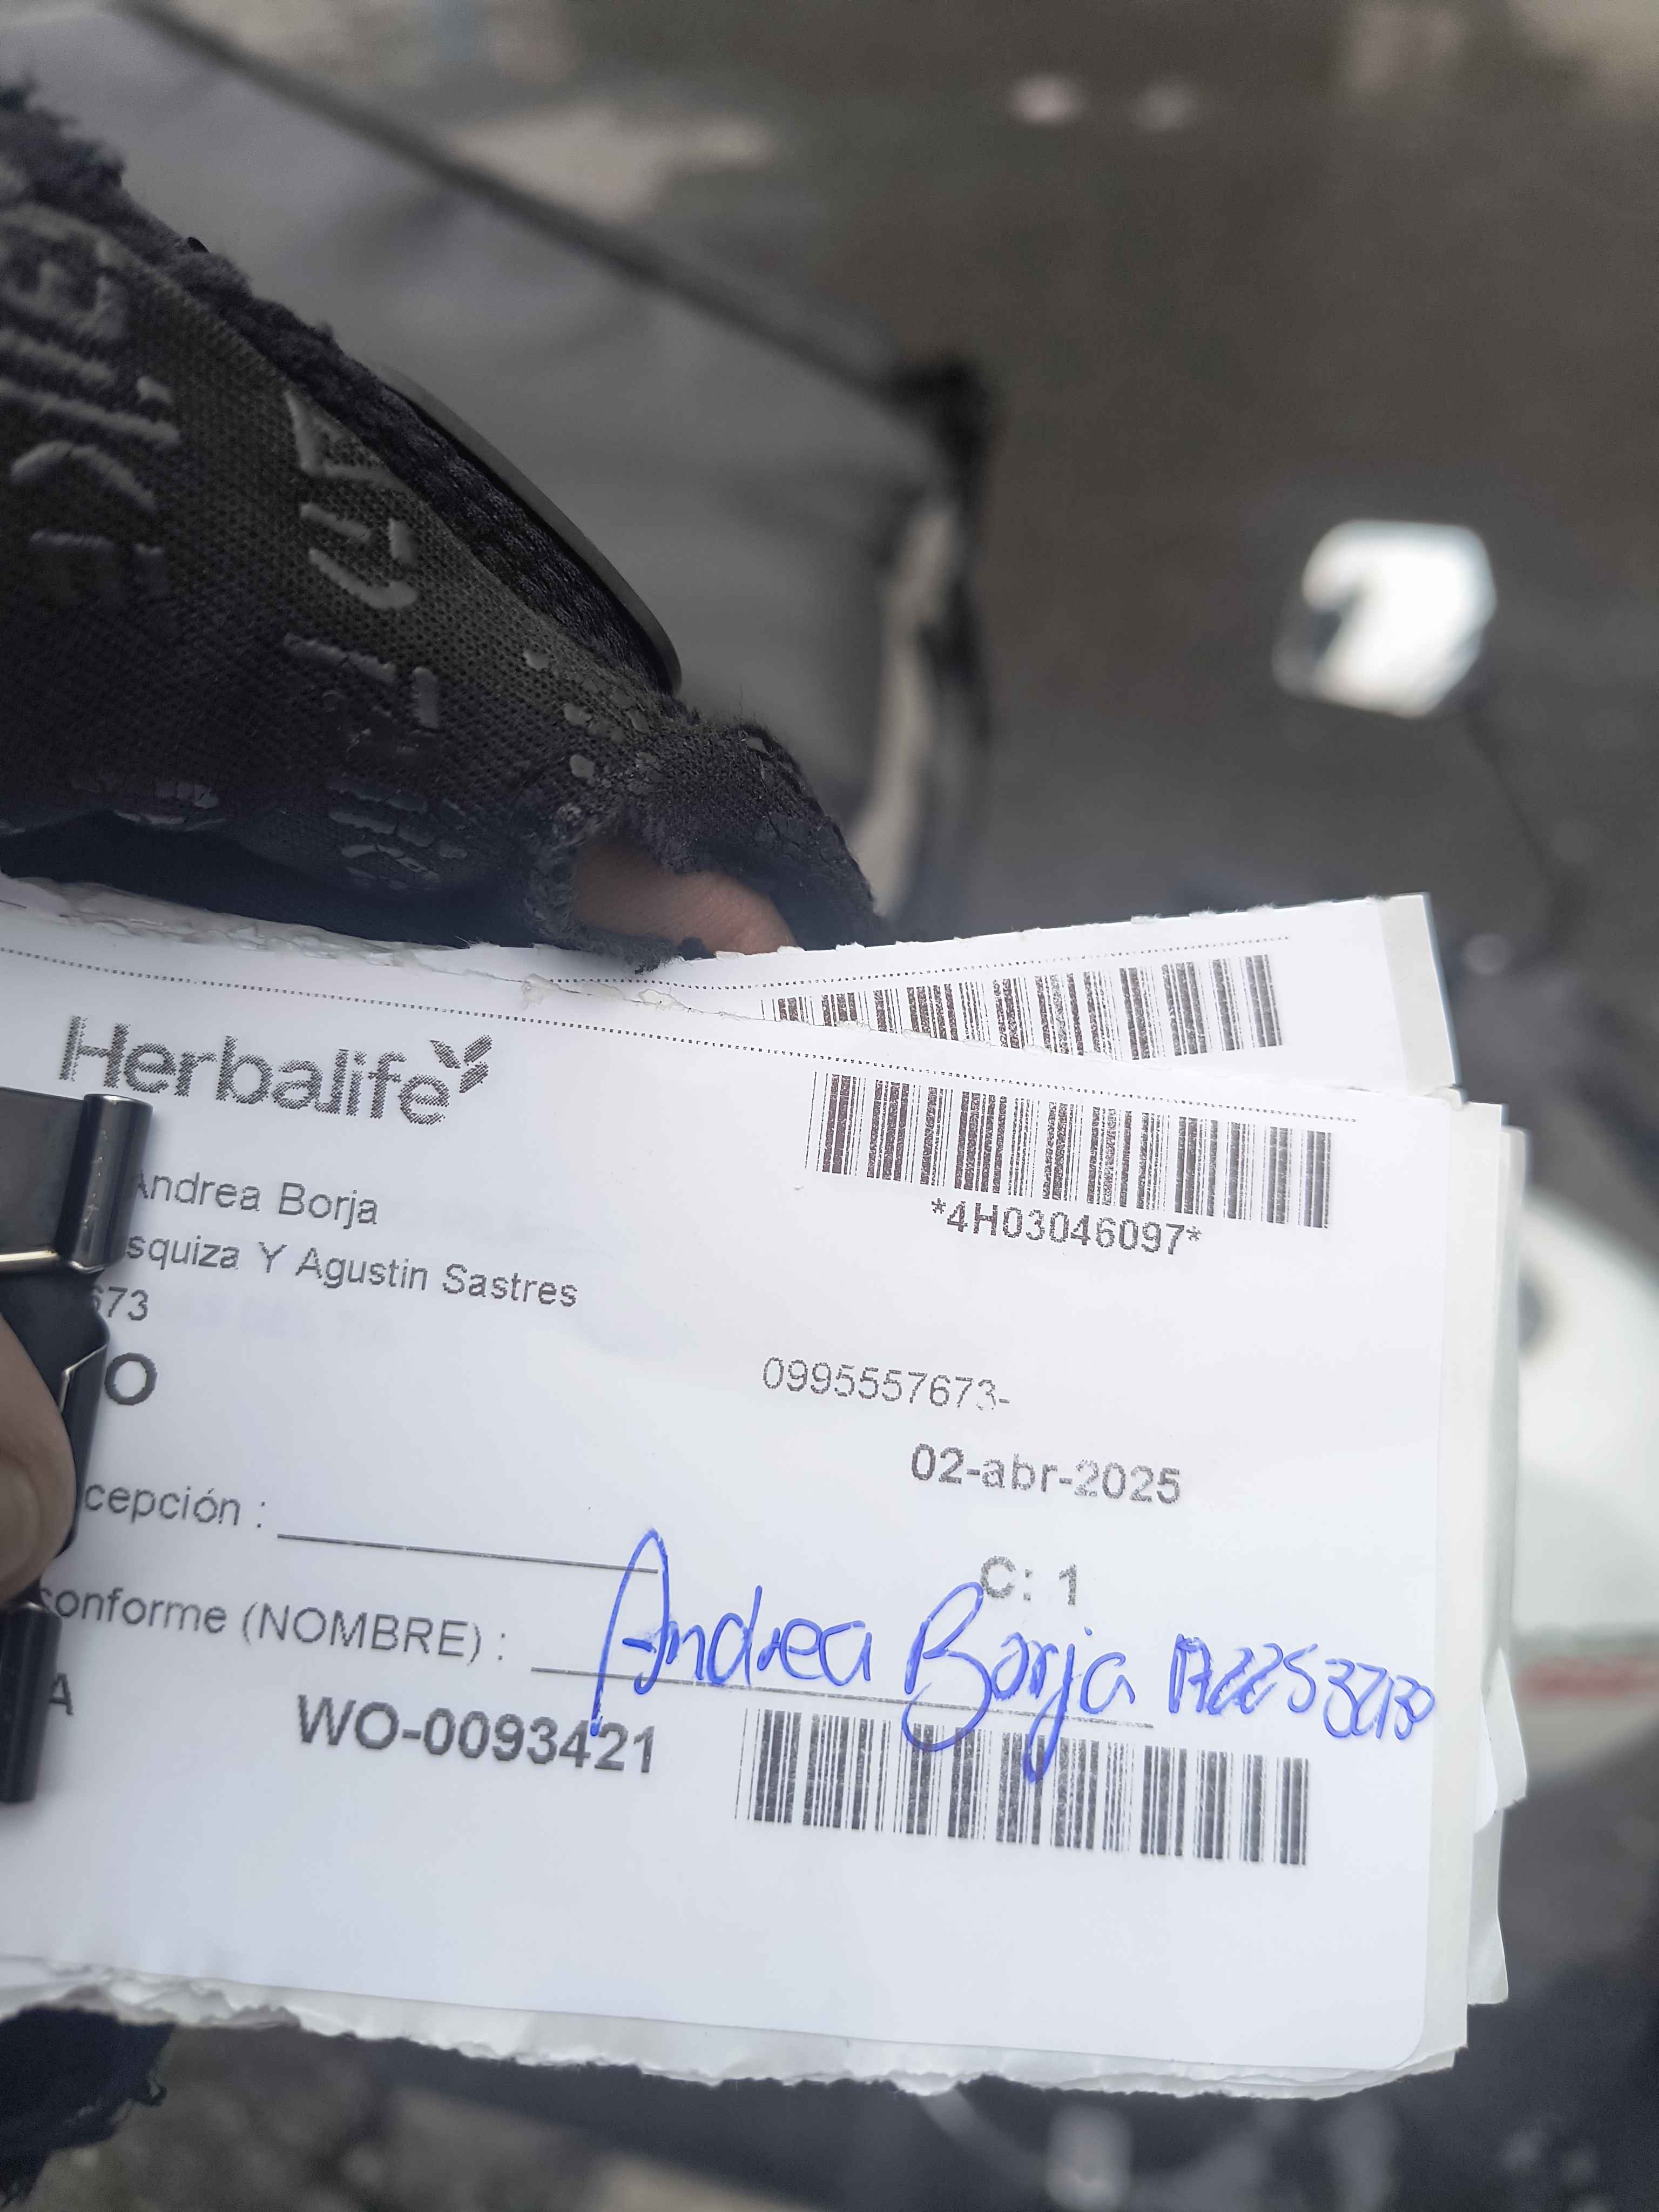 Herbalife
*4H03046097*
Andrea Borja
squiza Y Agustin Sastres
673
O
0995557673-
02-abr-2025
cepción :
C: 1
conforme (NOMBRE) : Andrea Borja
A
WO-0093421